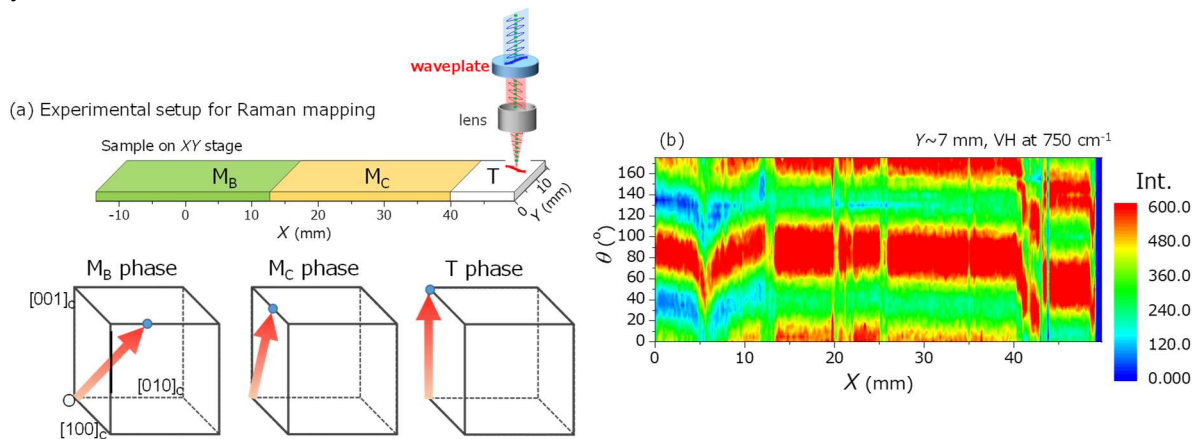 waveplate
(a) Experimental setup for Raman mapping
lens
Sample on XY stage
M_B
M_C
T
-10 0 10 20 30 40 50
X (mm)
0 10
Y (mm)
M_B phase
M_C phase
T phase
[001]_C
[010]_C
[100]_C
(b)
Y~7 mm, VH at 750 cm⁻¹
160
140
120
100
80
60
40
20
0
θ (°)
0 10 20 30 40
X (mm)
Int.
600.0
480.0
360.0
240.0
120.0
0.000